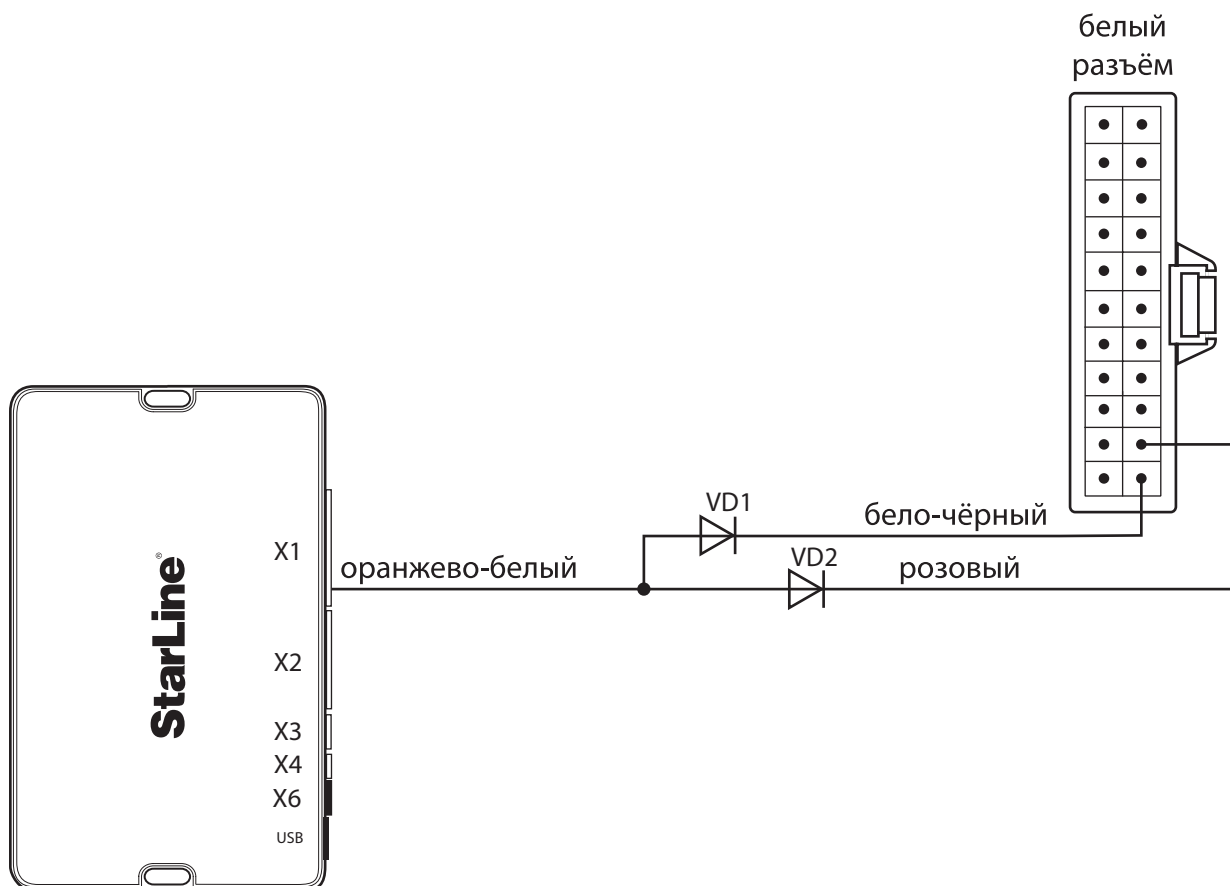 белый
разъём
VD1
бело-чёрный
X1
оранжево-белый
VD2
розовый
StarLine®
X2
X3
X4
X6
USB